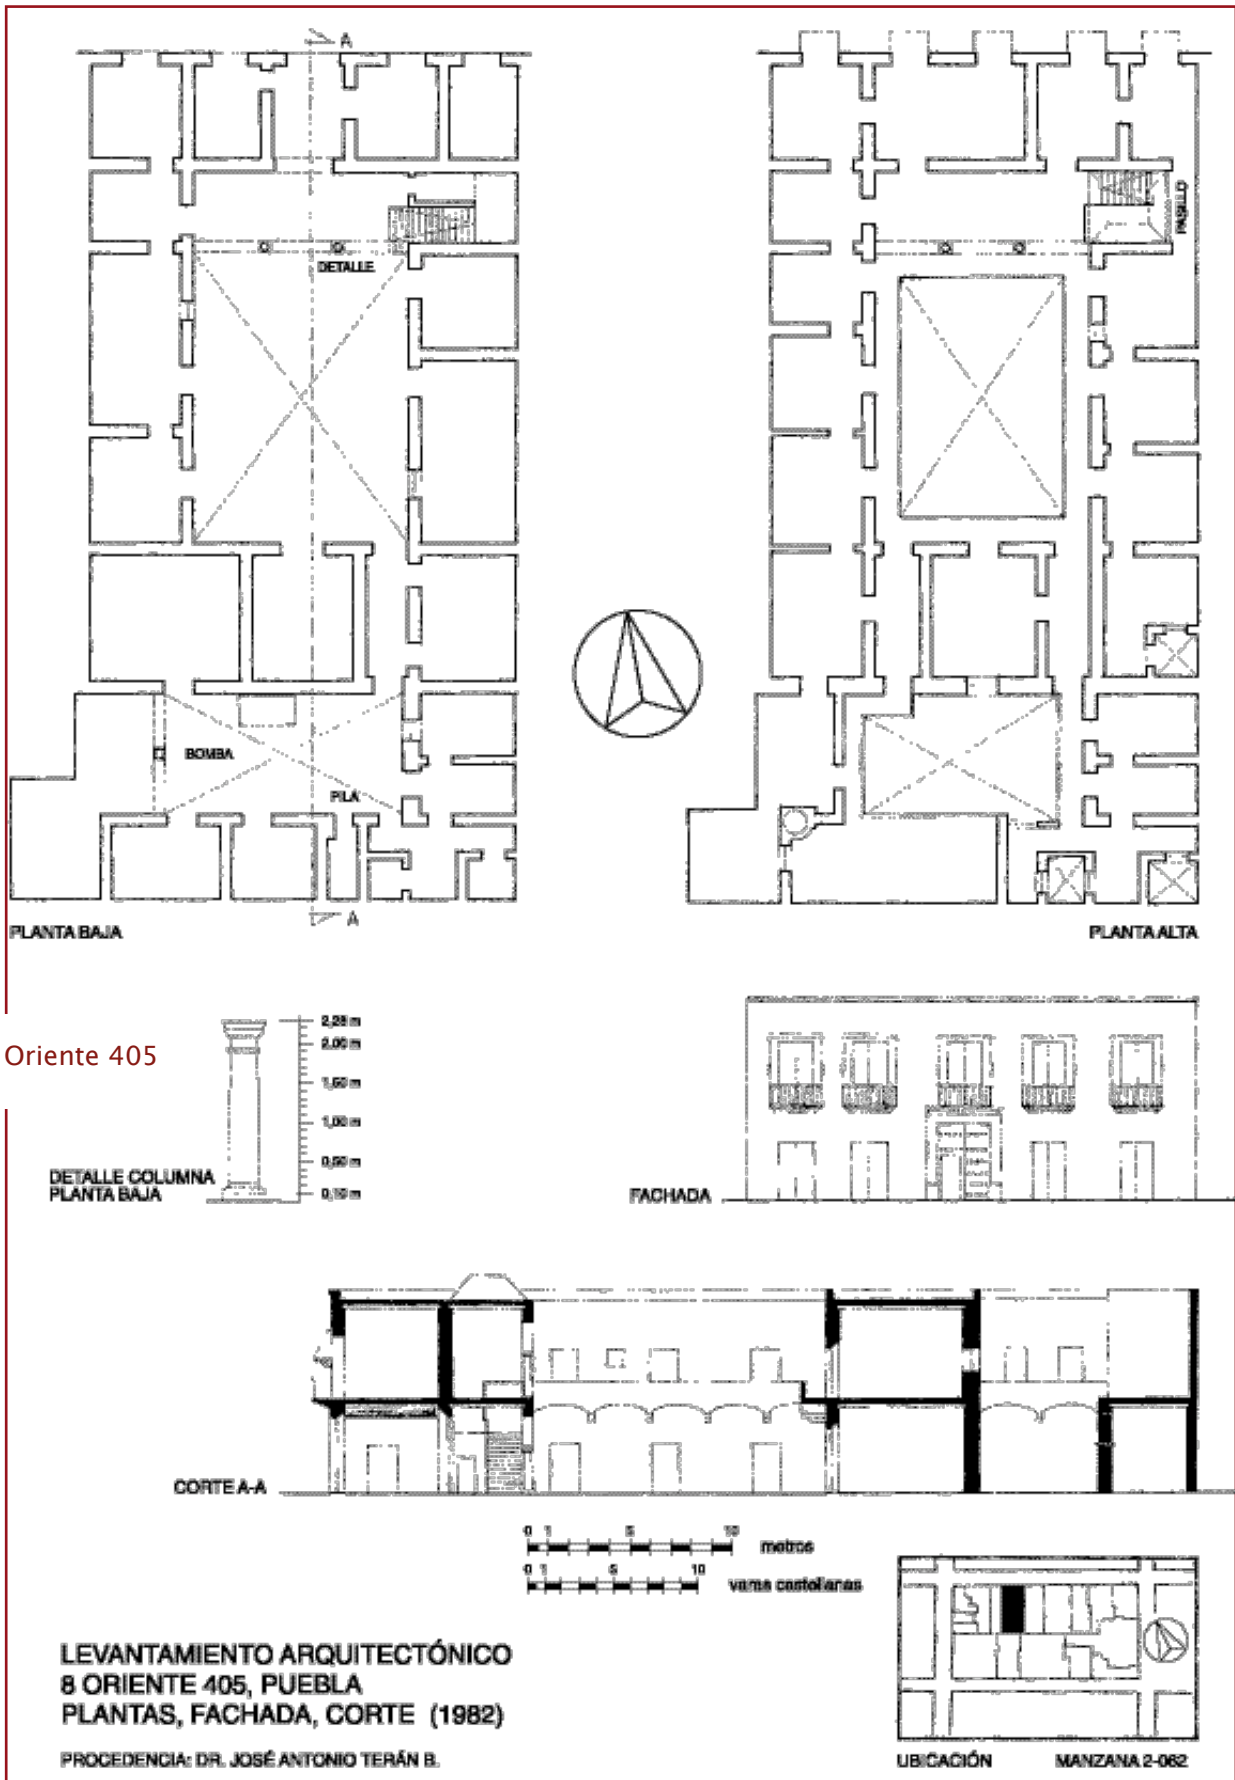 A
A
DETALLE
PASILLO
BOMBA
PILA
A
PLANTA BAJA
PLANTA ALTA
Oriente 405
2,28 m
2,00 m
1,50 m
1,00 m
0,50 m
0,10 m
DETALLE COLUMNA
PLANTA BAJA
FACHADA
CORTE A-A
0 1 5 10 metros
0 1 5 10 varas castellanas
LEVANTAMIENTO ARQUITECTÓNICO
8 ORIENTE 405, PUEBLA
PLANTAS, FACHADA, CORTE (1982)
PROCEDENCIA: DR. JOSÉ ANTONIO TERÁN B.
UBICACIÓN MANZANA 2-062